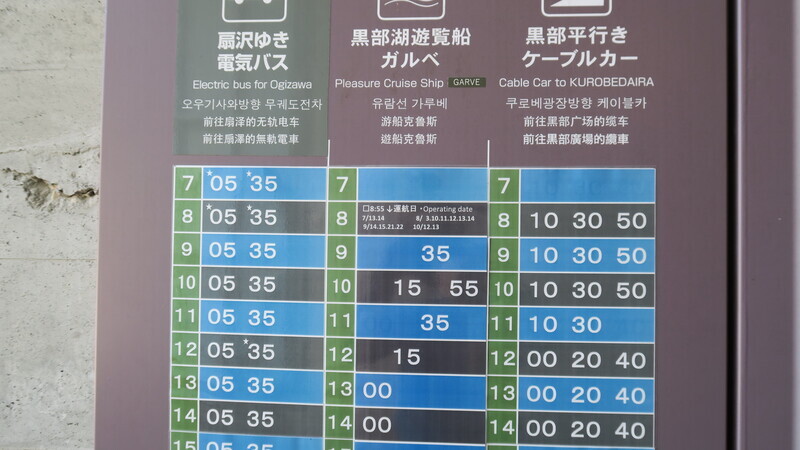 扇沢ゆき
電気バス
Electric bus for Ogizawa
오우기사와방향 무궤도전차
前往扇泽的无轨电车
前往扇澤的無軌電車
黒部湖遊覧船
ガルベ
Pleasure Cruise Ship GARVE
유람선 가루베
游船克鲁斯
遊船克魯斯
黒部平行き
ケーブルカー
Cable Car to KUROBEDAIRA
쿠로베광장방향 케이블카
前往黑部广场的缆车
前往黑部廣場的纜車
7 *05 *35 7 7
8 *05 *35 8 □8:55 ↓運航日・Operating date 8 10 30 50
7/13.14 8/ 3.10.11.12.13.14
9/14.15.21.22 10/12.13
9 05 35 9 35 9 10 30 50
10 05 35 10 15 55 10 10 30 50
11 05 35 11 35 11 10 30
12 05 *35 12 15 12 00 20 40
13 05 35 13 00 13 00 20 40
14 05 35 14 00 14 00 20 40
15 05 35